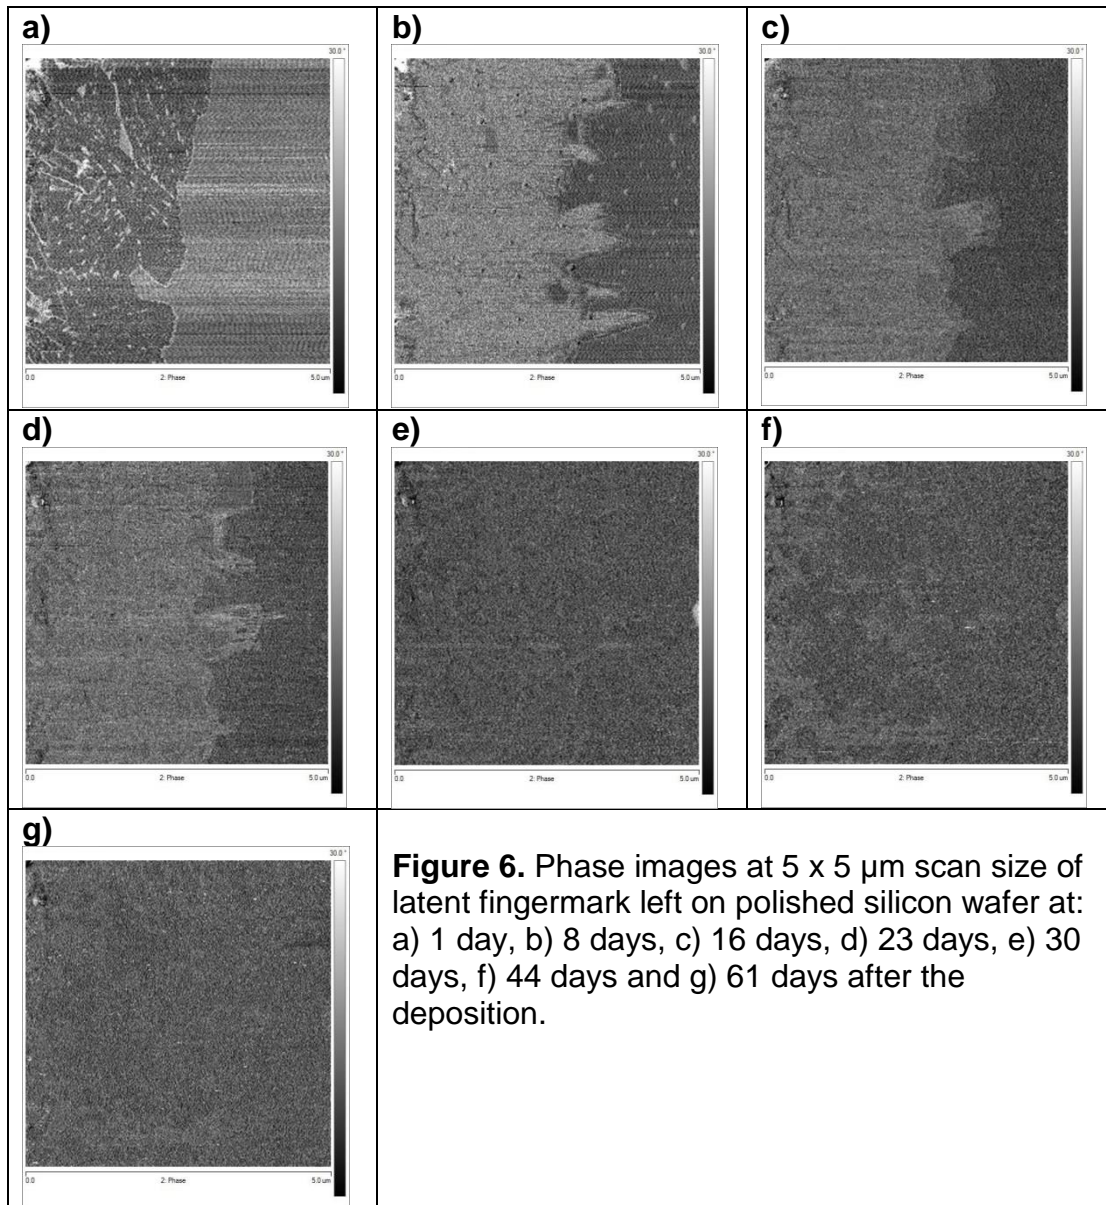 a)
30.0 °
0.0 2: Phase 5.0 um
b)
30.0 °
0.0 2: Phase 5.0 um
c)
30.0 °
0.0 2: Phase 5.0 um
d)
30.0 °
0.0 2: Phase 5.0 um
e)
30.0 °
0.0 2: Phase 5.0 um
f)
30.0 °
0.0 2: Phase 5.0 um
g)
30.0 °
0.0 2: Phase 5.0 um
Figure 6. Phase images at 5 x 5 µm scan size of
latent fingermark left on polished silicon wafer at:
a) 1 day, b) 8 days, c) 16 days, d) 23 days, e) 30
days, f) 44 days and g) 61 days after the
deposition.